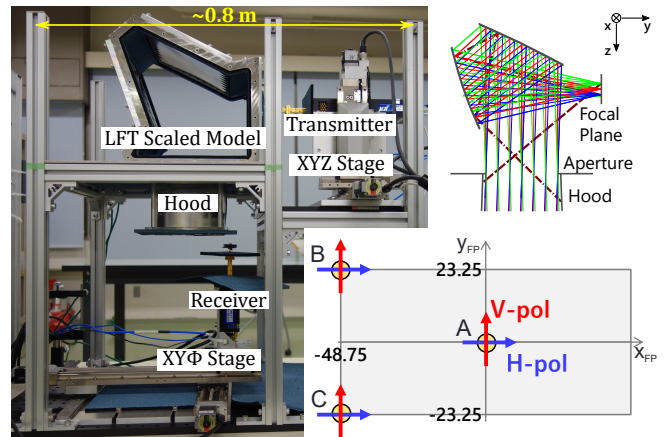 ~0.8 m
LFT Scaled Model
Transmitter
XYZ Stage
Hood
Receiver
XYΦ Stage
x
y
z
Focal
Plane
Aperture
Hood
B
y_FP
23.25
V-pol
A
-48.75
H-pol
x_FP
C
-23.25